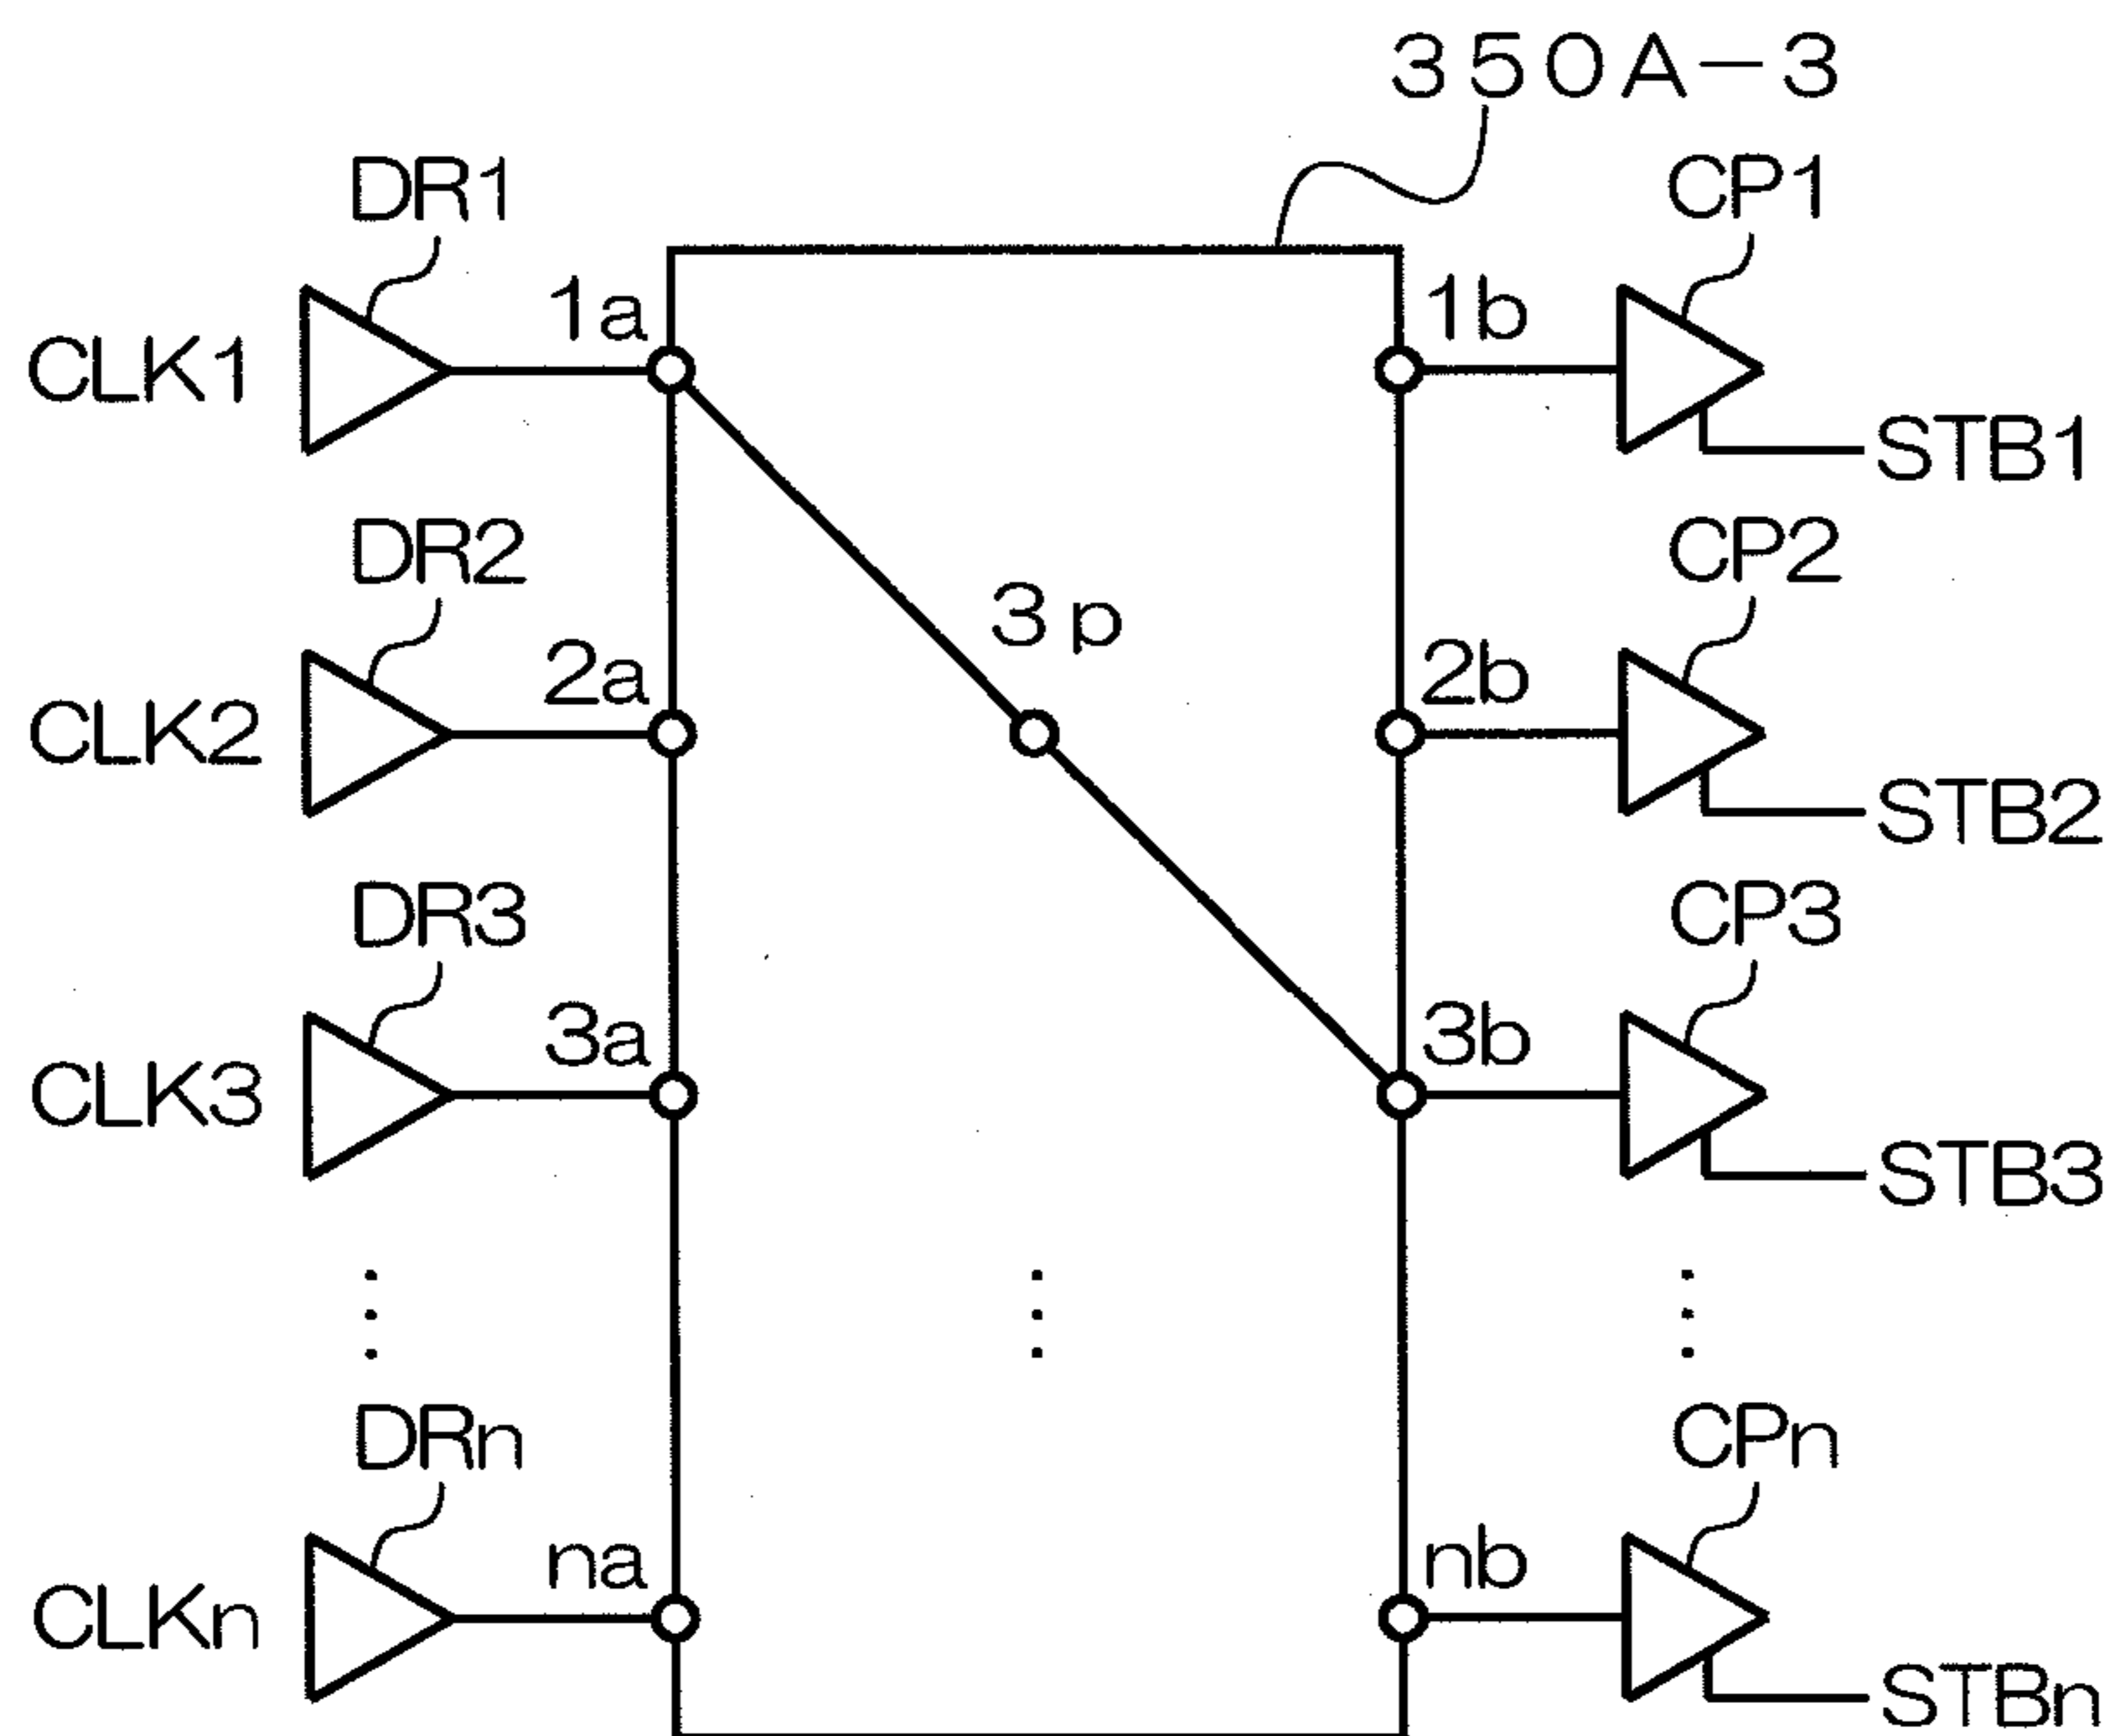 350A-3
DR1
CP1
1a
1b
CLK1
STB1
DR2
CP2
3p
2a
2b
CLK2
STB2
DR3
CP3
3a
3b
CLK3
STB3
DRn
CPn
na
nb
CLKn
STBn